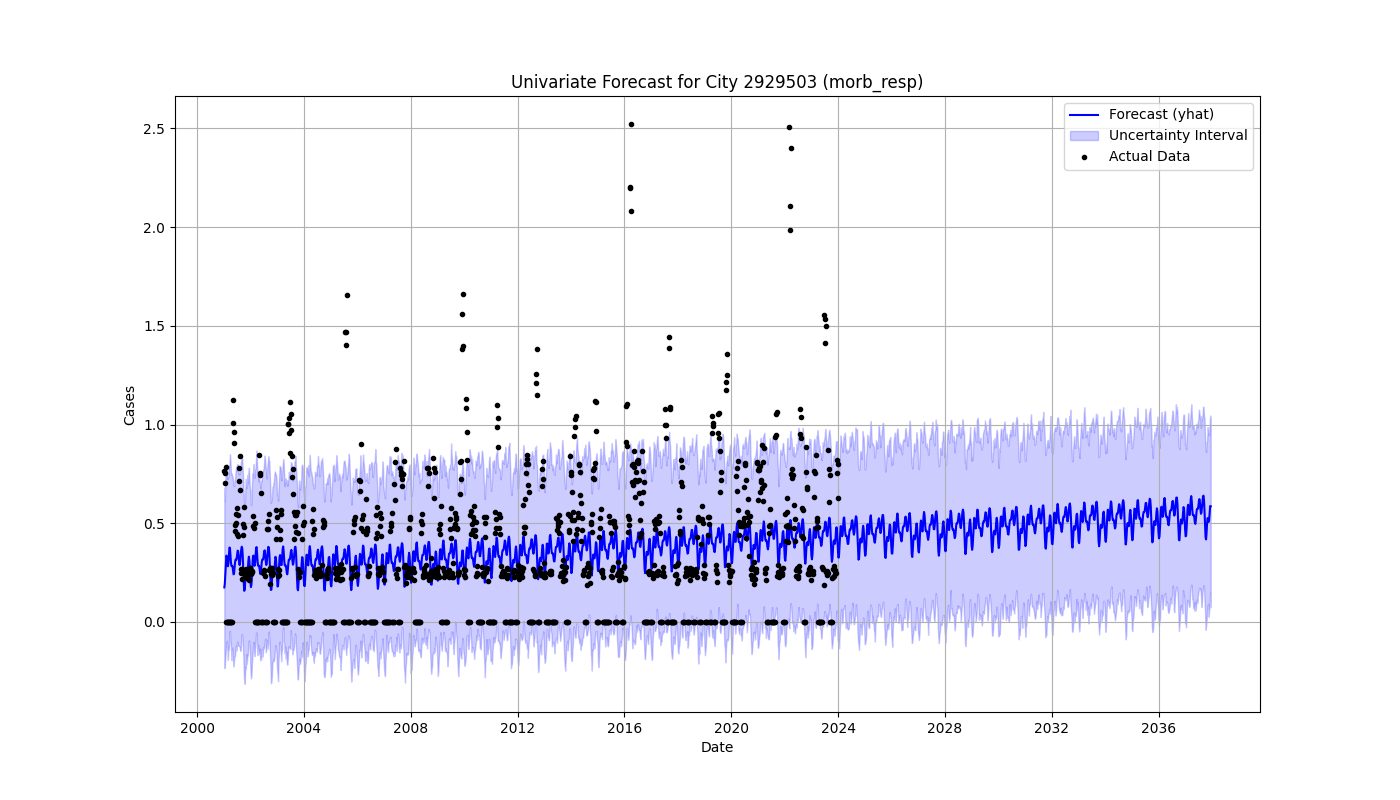 Univariate Forecast for City 2929503 (morb_resp)
Forecast (yhat)
Uncertainty Interval
Actual Data
2.5
2.0
1.5
1.0
0.5
0.0
Cases
2000 2004 2008 2012 2016 2020 2024 2028 2032 2036
Date